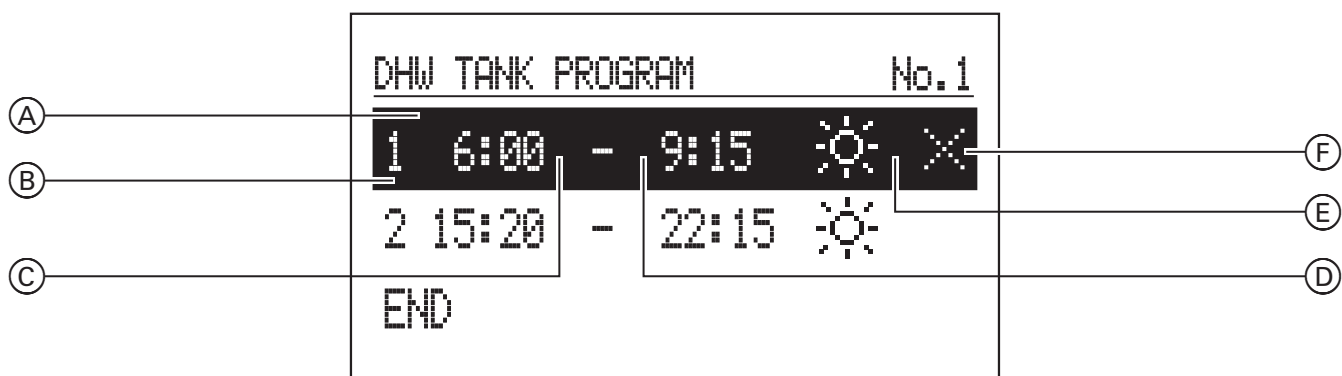 DHW TANK PROGRAM No.1
A
1 6:00 - 9:15
F
B
E
2 15:20 - 22:15
C
D
END